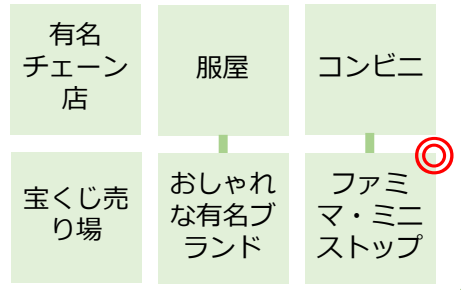 有名
チェーン
店
服屋
コンビニ
宝くじ売
り場
おしゃれ
な有名ブ
ランド
ファミ
マ・ミニ
ストップ